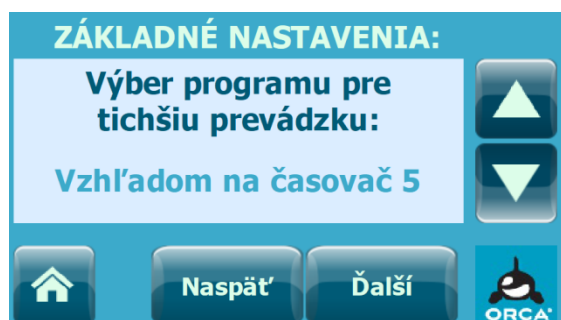 ZÁKLADNÉ NASTAVENIA:
Výber programu pre
tichšiu prevádzku:
Vzhľadom na časovač 5
Naspäť
Ďalší
ORCA